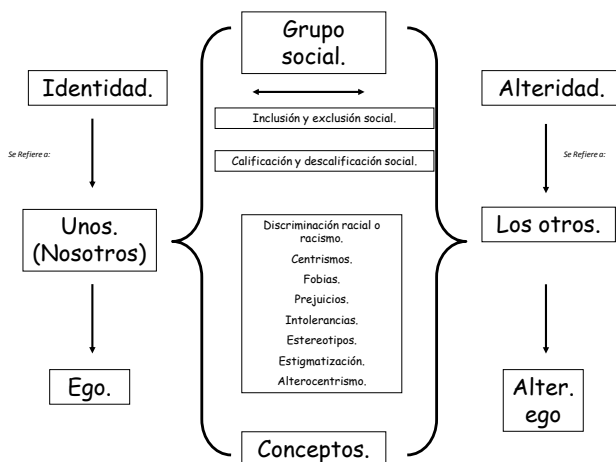 Grupo
social.
Identidad.
Alteridad.
Inclusión y exclusión social.
Se Refiere a:
Se Refiere a:
Calificación y descalificación social.
Unos.
(Nosotros)
Los otros.
Discriminación racial o
racismo.
Centrismos.
Fobias.
Prejuicios.
Intolerancias.
Estereotipos.
Estigmatización.
Alterocentrismo.
Ego.
Alter.
ego
Conceptos.